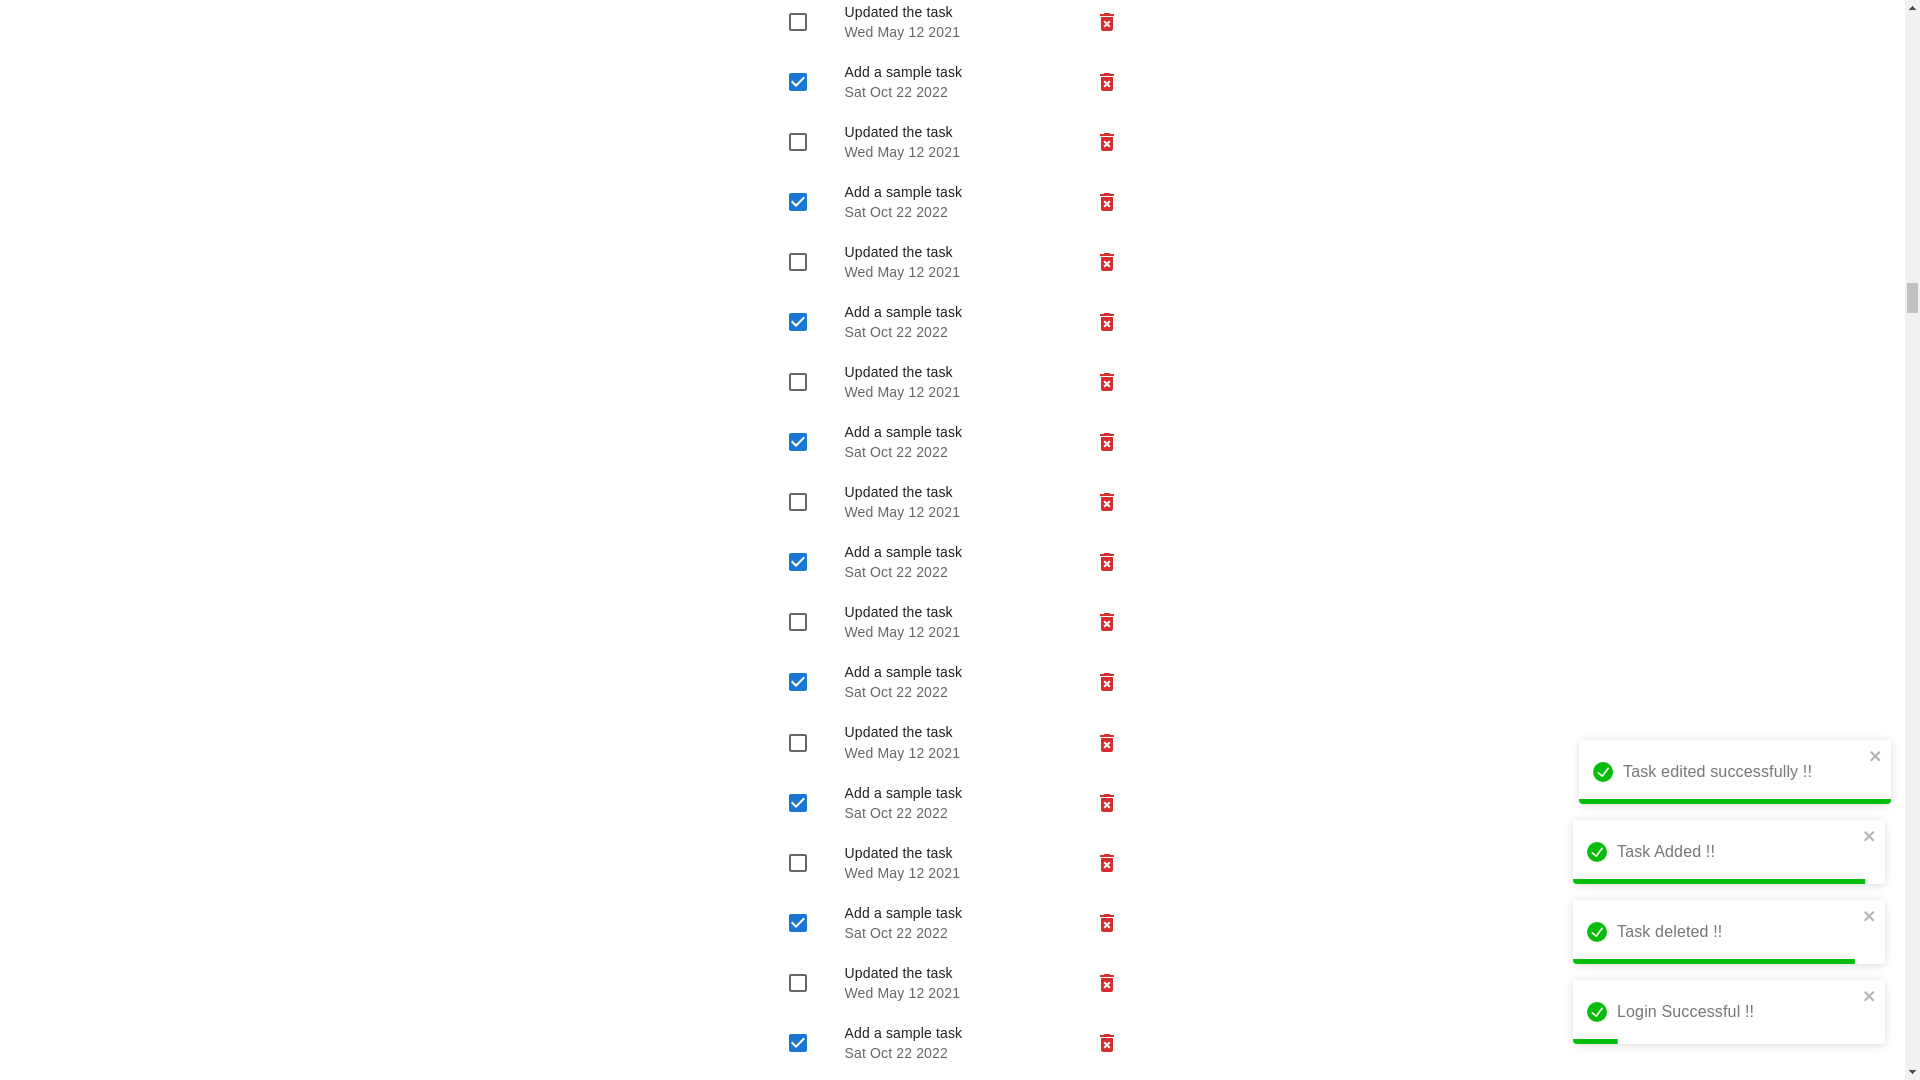 Updated the task
Wed May 12 2021
Add a sample task
Sat Oct 22 2022
Updated the task
Wed May 12 2021
Add a sample task
Sat Oct 22 2022
Updated the task
Wed May 12 2021
Add a sample task
Sat Oct 22 2022
Updated the task
Wed May 12 2021
Add a sample task
Sat Oct 22 2022
Updated the task
Wed May 12 2021
Add a sample task
Sat Oct 22 2022
Updated the task
Wed May 12 2021
Add a sample task
Sat Oct 22 2022
Updated the task
Wed May 12 2021
Add a sample task
Sat Oct 22 2022
Updated the task
Wed May 12 2021
Add a sample task
Sat Oct 22 2022
Updated the task
Wed May 12 2021
Add a sample task
Sat Oct 22 2022
Task edited successfully !!
Task Added !!
Task deleted !!
Login Successful !!